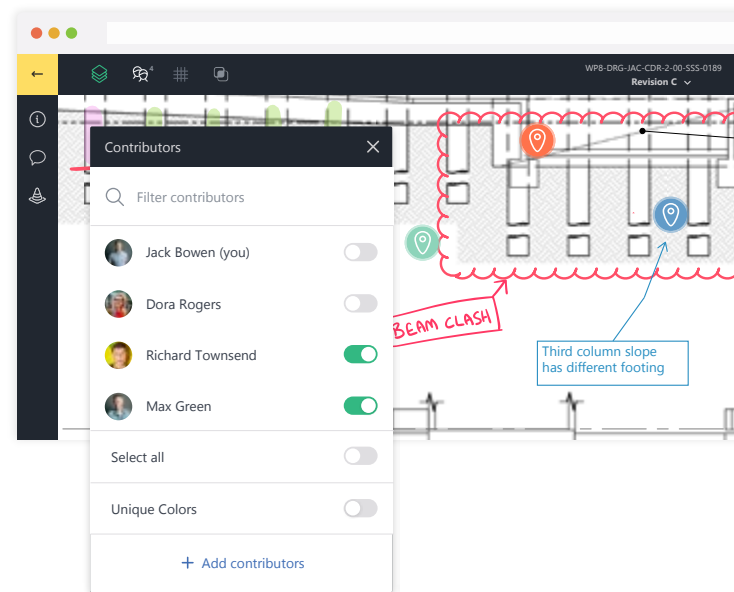 4
WP8-DRG-JAC-CDR-2-00-SSS-0189
Revision C
Contributors
Filter contributors
Jack Bowen (you)
Dora Rogers
Richard Townsend
Max Green
Select all
Unique Colors
+ Add contributors
BEAM CLASH
Third column slope
has different footing